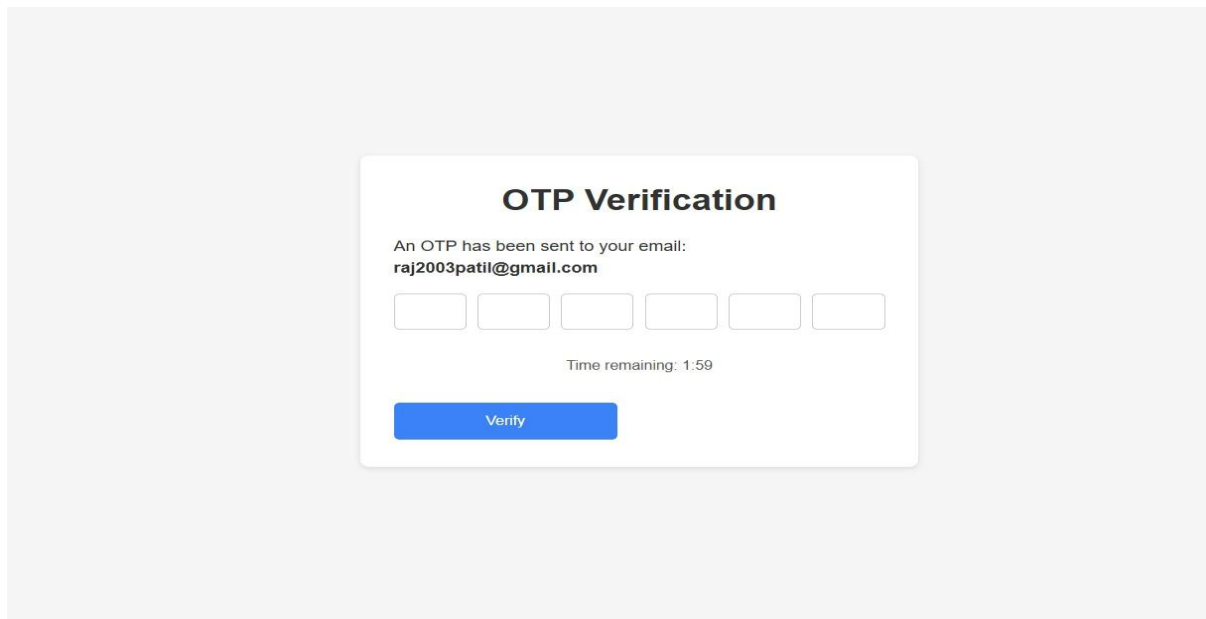 OTP Verification
An OTP has been sent to your email:
raj2003patil@gmail.com
Time remaining: 1:59
Verify